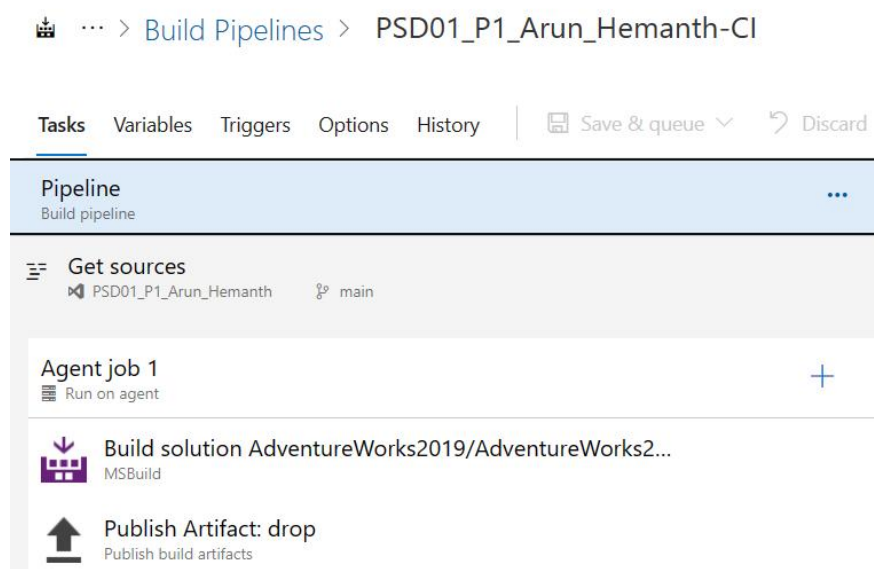 ··· > Build Pipelines > PSD01_P1_Arun_Hemanth-CI
Tasks Variables Triggers Options History Save & queue Discard
Pipeline
Build pipeline
Get sources
PSD01_P1_Arun_Hemanth main
Agent job 1
Run on agent
Build solution AdventureWorks2019/AdventureWorks2...
MSBuild
Publish Artifact: drop
Publish build artifacts